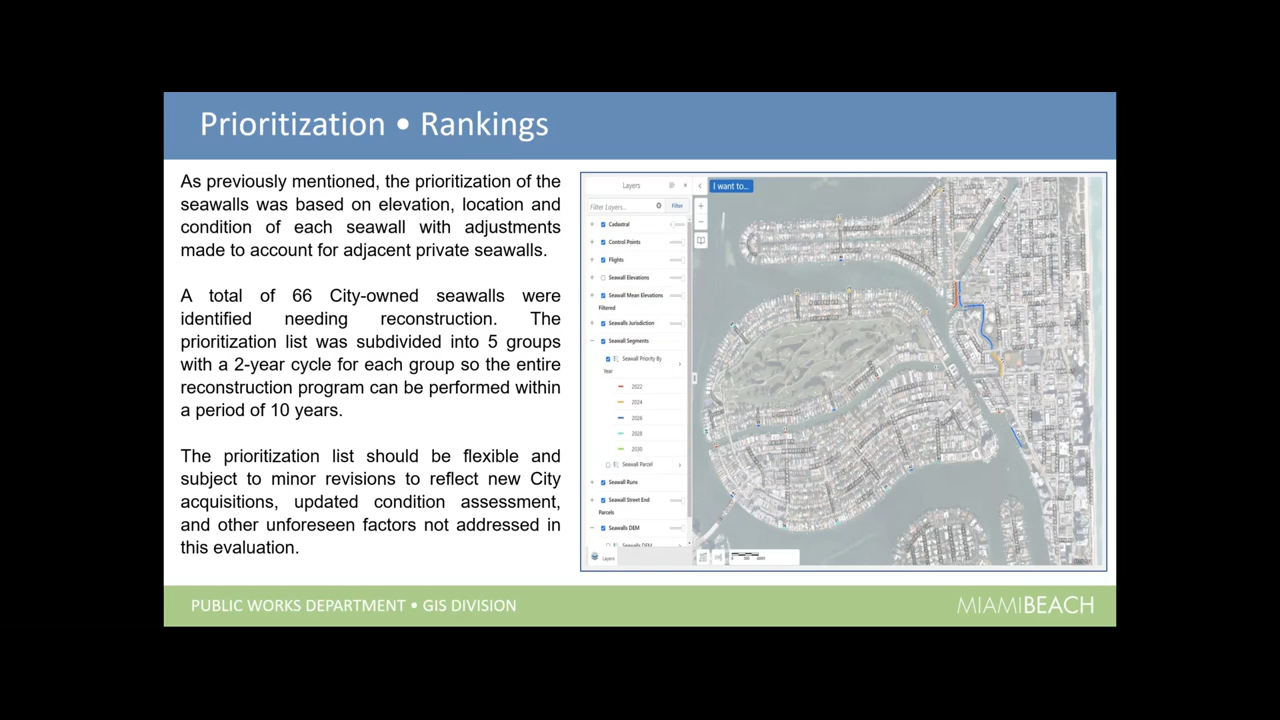 Prioritization • Rankings
As previously mentioned, the prioritization of the
seawalls was based on elevation, location and
condition of each seawall with adjustments
made to account for adjacent private seawalls.
A total of 66 City-owned seawalls were
identified needing reconstruction. The
prioritization list was subdivided into 5 groups
with a 2-year cycle for each group so the entire
reconstruction program can be performed within
a period of 10 years.
The prioritization list should be flexible and
subject to minor revisions to reflect new City
acquisitions, updated condition assessment,
and other unforeseen factors not addressed in
this evaluation.
Layers
I want to...
Filter Layers...
Filter
Cadastral
Control Points
Flights
Seawall Elevations
Seawall Mean Elevations
Filtered
Seawalls Jurisdiction
Seawall Segments
Seawall Priority By
Year
2022
2024
2026
2028
2030
Seawall Parcel
Seawall Runs
Seawall Street End
Parcels
Seawalls DEM
Seawalls DEM
Layers
PUBLIC WORKS DEPARTMENT • GIS DIVISION
MIAMIBEACH